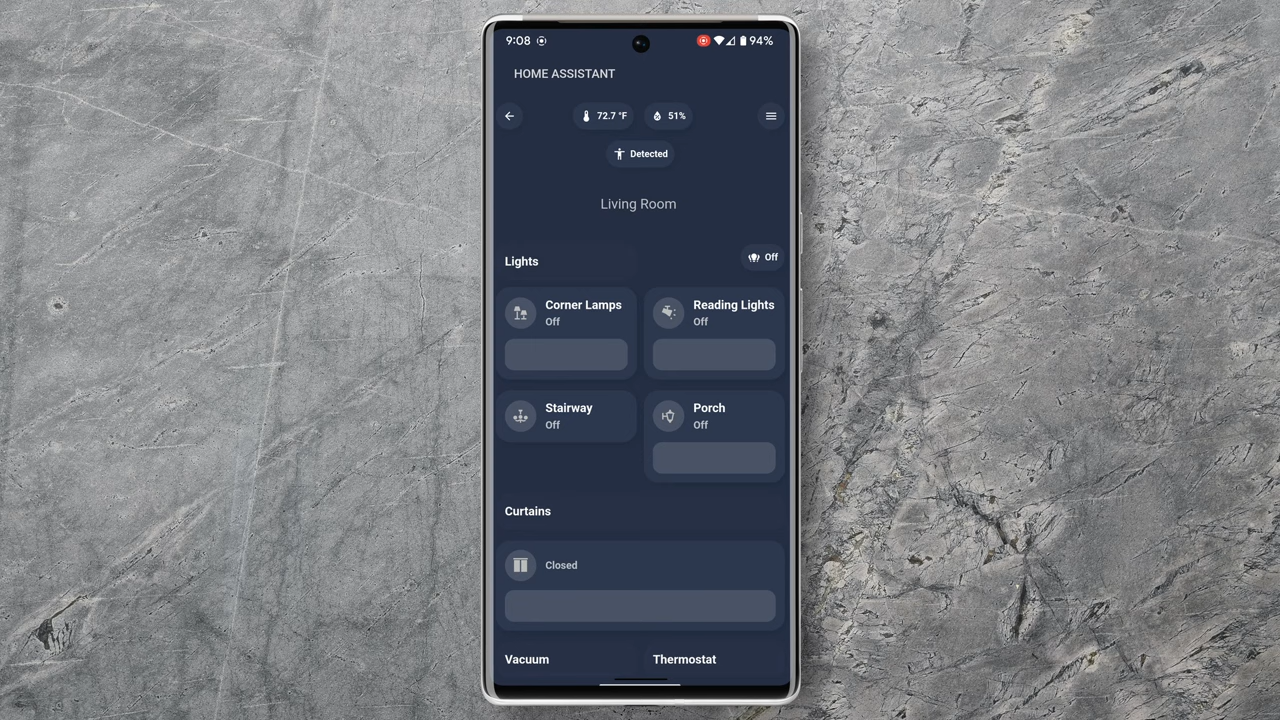 9:08 94%
HOME ASSISTANT
72.7 °F 51%
Detected
Living Room
Lights Off
Corner Lamps Reading Lights
Off Off
Stairway Porch
Off Off
Curtains
Closed
Vacuum Thermostat